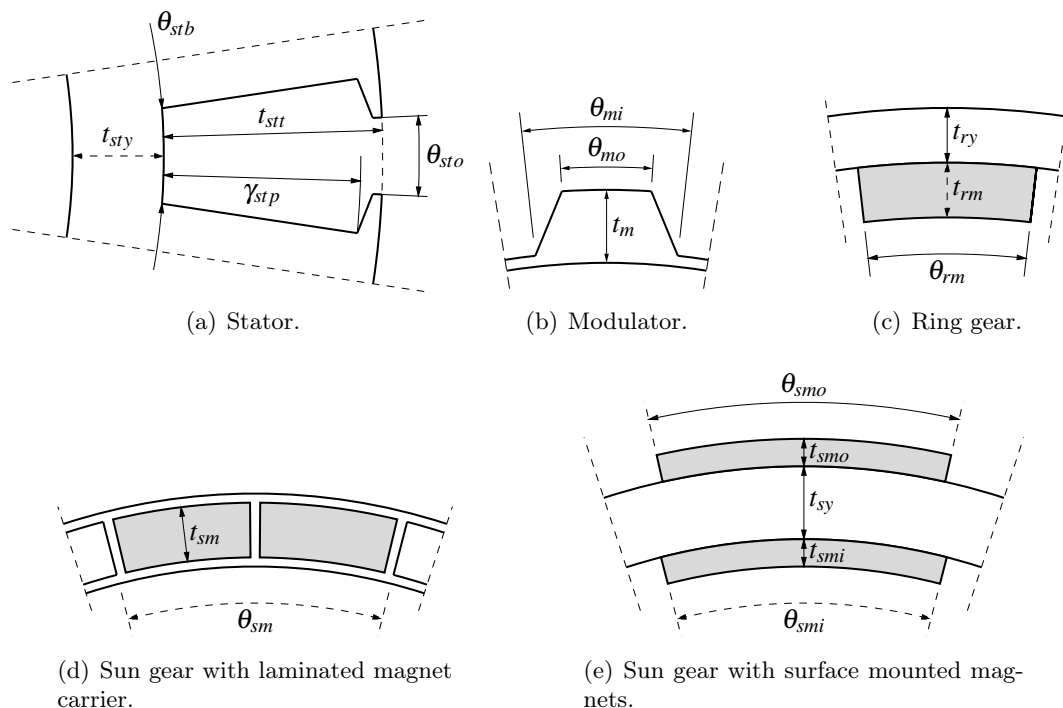 θstb
tsty
tstt
γstp
θsto
(a) Stator.
θmi
θmo
tm
(b) Modulator.
try
trm
θrm
(c) Ring gear.
tsm
θsm
(d) Sun gear with laminated magnet
carrier.
θsmo
tsmo
tsy
tsmi
θsmi
(e) Sun gear with surface mounted mag-
nets.